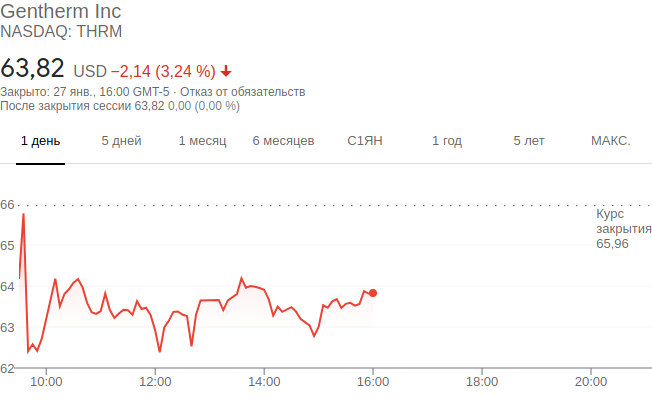 Gentherm Inc
NASDAQ: THRM
63,82 USD −2,14 (3,24 %)
Закрыто: 27 янв., 16:00 GMT-5 · Отказ от обязательств
После закрытия сессии 63,82 0,00 (0,00 %)
1 день 5 дней 1 месяц 6 месяцев С1ЯН 1 год 5 лет МАКС.
66
Курс
закрытия
65,96
65
64
63
62
10:00 12:00 14:00 16:00 18:00 20:00